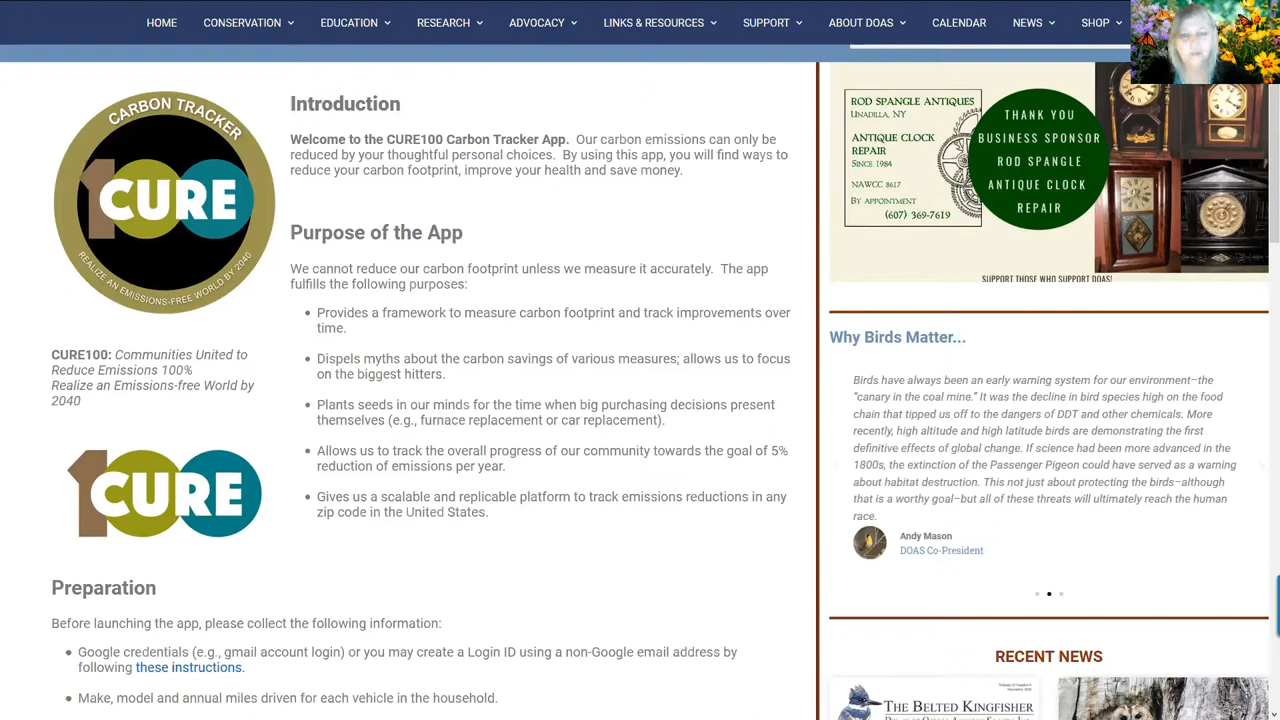 HOME CONSERVATION EDUCATION RESEARCH ADVOCACY LINKS & RESOURCES SUPPORT ABOUT DOAS CALENDAR NEWS SHOP
CARBON TRACKER
100
CURE
REALIZE AN EMISSIONS-FREE WORLD BY 2040
CURE100: Communities United to
Reduce Emissions 100%
Realize an Emissions-free World by
2040
100
CURE
Introduction
Welcome to the CURE100 Carbon Tracker App. Our carbon emissions can only be
reduced by your thoughtful personal choices. By using this app, you will find ways to
reduce your carbon footprint, improve your health and save money.
Purpose of the App
We cannot reduce our carbon footprint unless we measure it accurately. The app
fulfills the following purposes:
• Provides a framework to measure carbon footprint and track improvements over
time.
• Dispels myths about the carbon savings of various measures; allows us to focus
on the biggest hitters.
• Plants seeds in our minds for the time when big purchasing decisions present
themselves (e.g., furnace replacement or car replacement).
• Allows us to track the overall progress of our community towards the goal of 5%
reduction of emissions per year.
• Gives us a scalable and replicable platform to track emissions reductions in any
zip code in the United States.
Preparation
Before launching the app, please collect the following information:
• Google credentials (e.g., gmail account login) or you may create a Login ID using a non-Google email address by
following these instructions.
• Make, model and annual miles driven for each vehicle in the household.
ROD SPANGLE ANTIQUES
UNADILLA, NY
ANTIQUE CLOCK
REPAIR
SINCE 1984
NAWCC 8617
BY APPOINTMENT
(607) 369-7619
THANK YOU
BUSINESS SPONSOR
ROD SPANGLE
ANTIQUE CLOCK
REPAIR
SUPPORT THOSE WHO SUPPORT DOAS!
Why Birds Matter...
Birds have always been an early warning system for our environment–the
“canary in the coal mine.” It was the decline in bird species high on the food
chain that tipped us off to the dangers of DDT and other chemicals. More
recently, high altitude and high latitude birds are demonstrating the first
definitive effects of global change. If science had been more advanced in the
1800s, the extinction of the Passenger Pigeon could have served as a warning
about habitat destruction. This not just about protecting the birds–although
that is a worthy goal–but all of these threats will ultimately reach the human
race.
Andy Mason
DOAS Co-President
RECENT NEWS
THE BELTED KINGFISHER